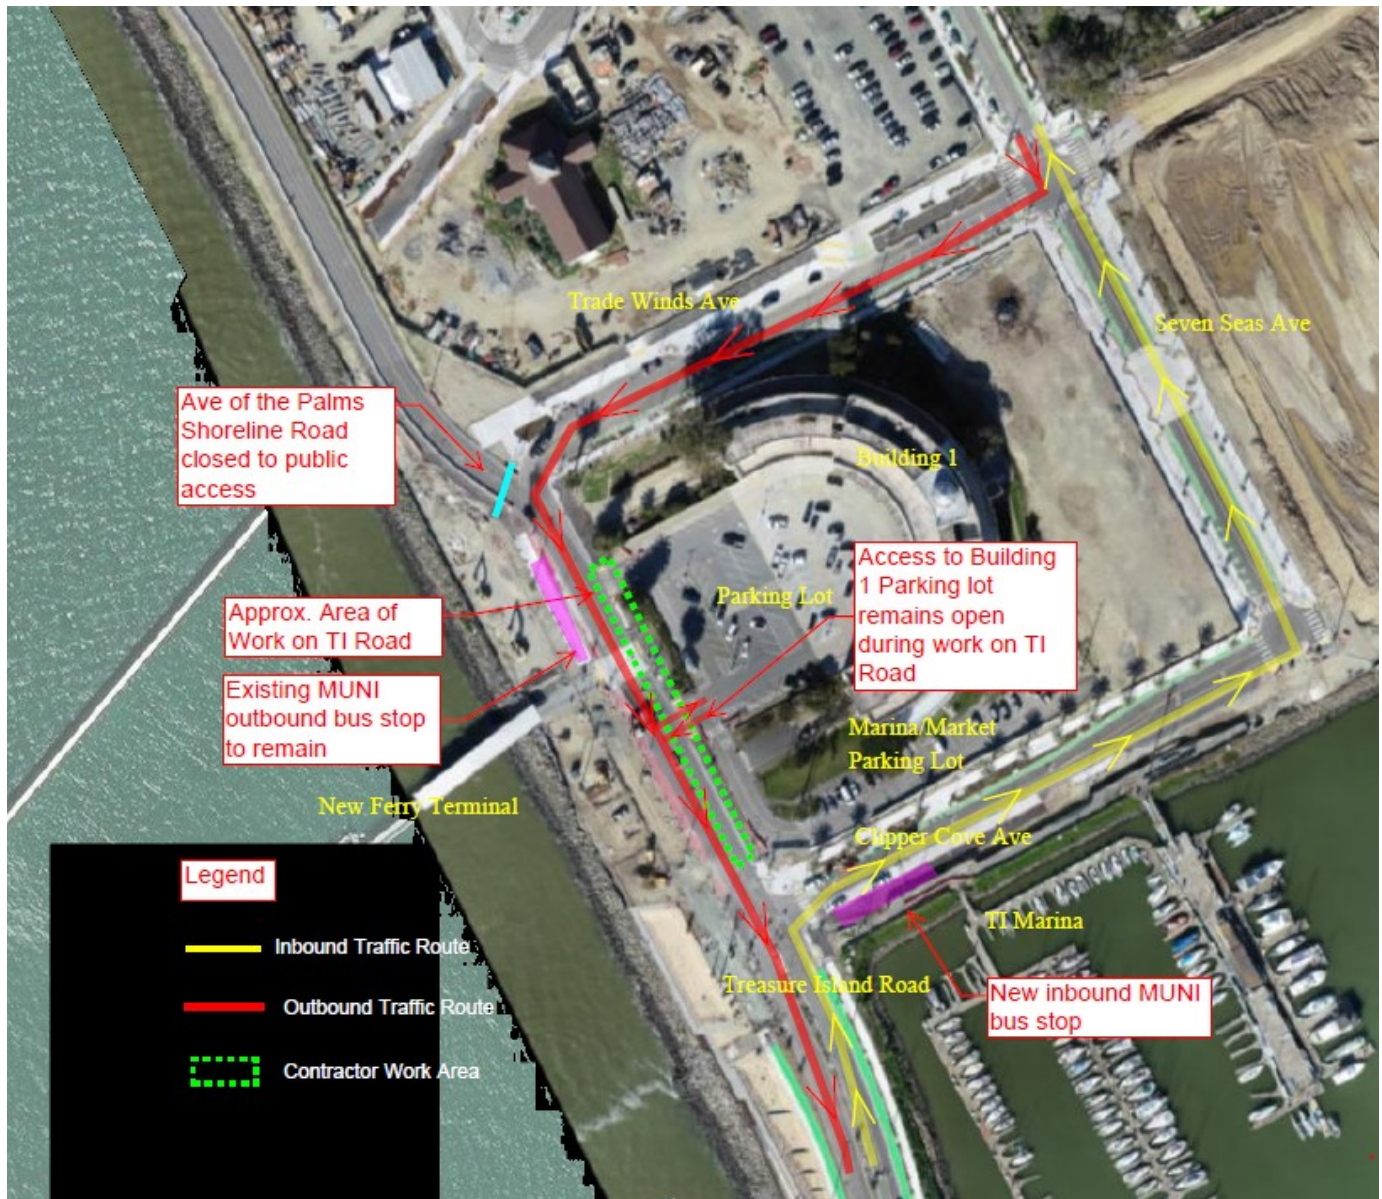 Trade Winds Ave
Seven Seas Ave
Ave of the Palms
Shoreline Road
closed to public
access
Building 1
Access to Building
1 Parking lot
remains open
during work on TI
Road
Parking Lot
Approx. Area of
Work on TI Road
Existing MUNI
outbound bus stop
to remain
Marina/Market
Parking Lot
New Ferry Terminal
Clipper Cove Ave
TI Marina
Treasure Island Road
New inbound MUNI
bus stop
Legend
Inbound Traffic Route
Outbound Traffic Route
Contractor Work Area